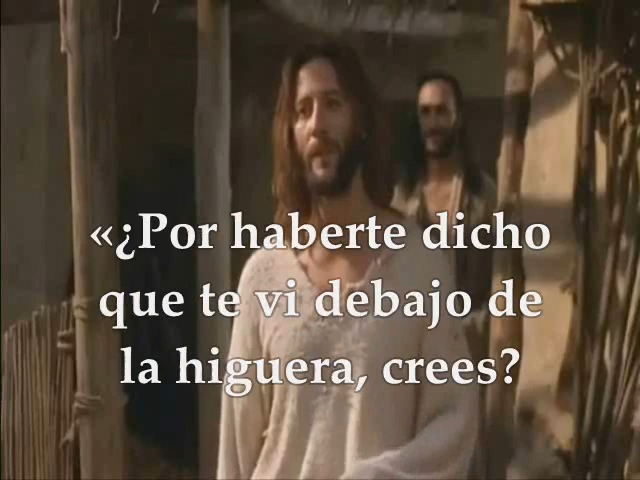 «¿Por haberte dicho
que te vi debajo de
la higuera, crees?